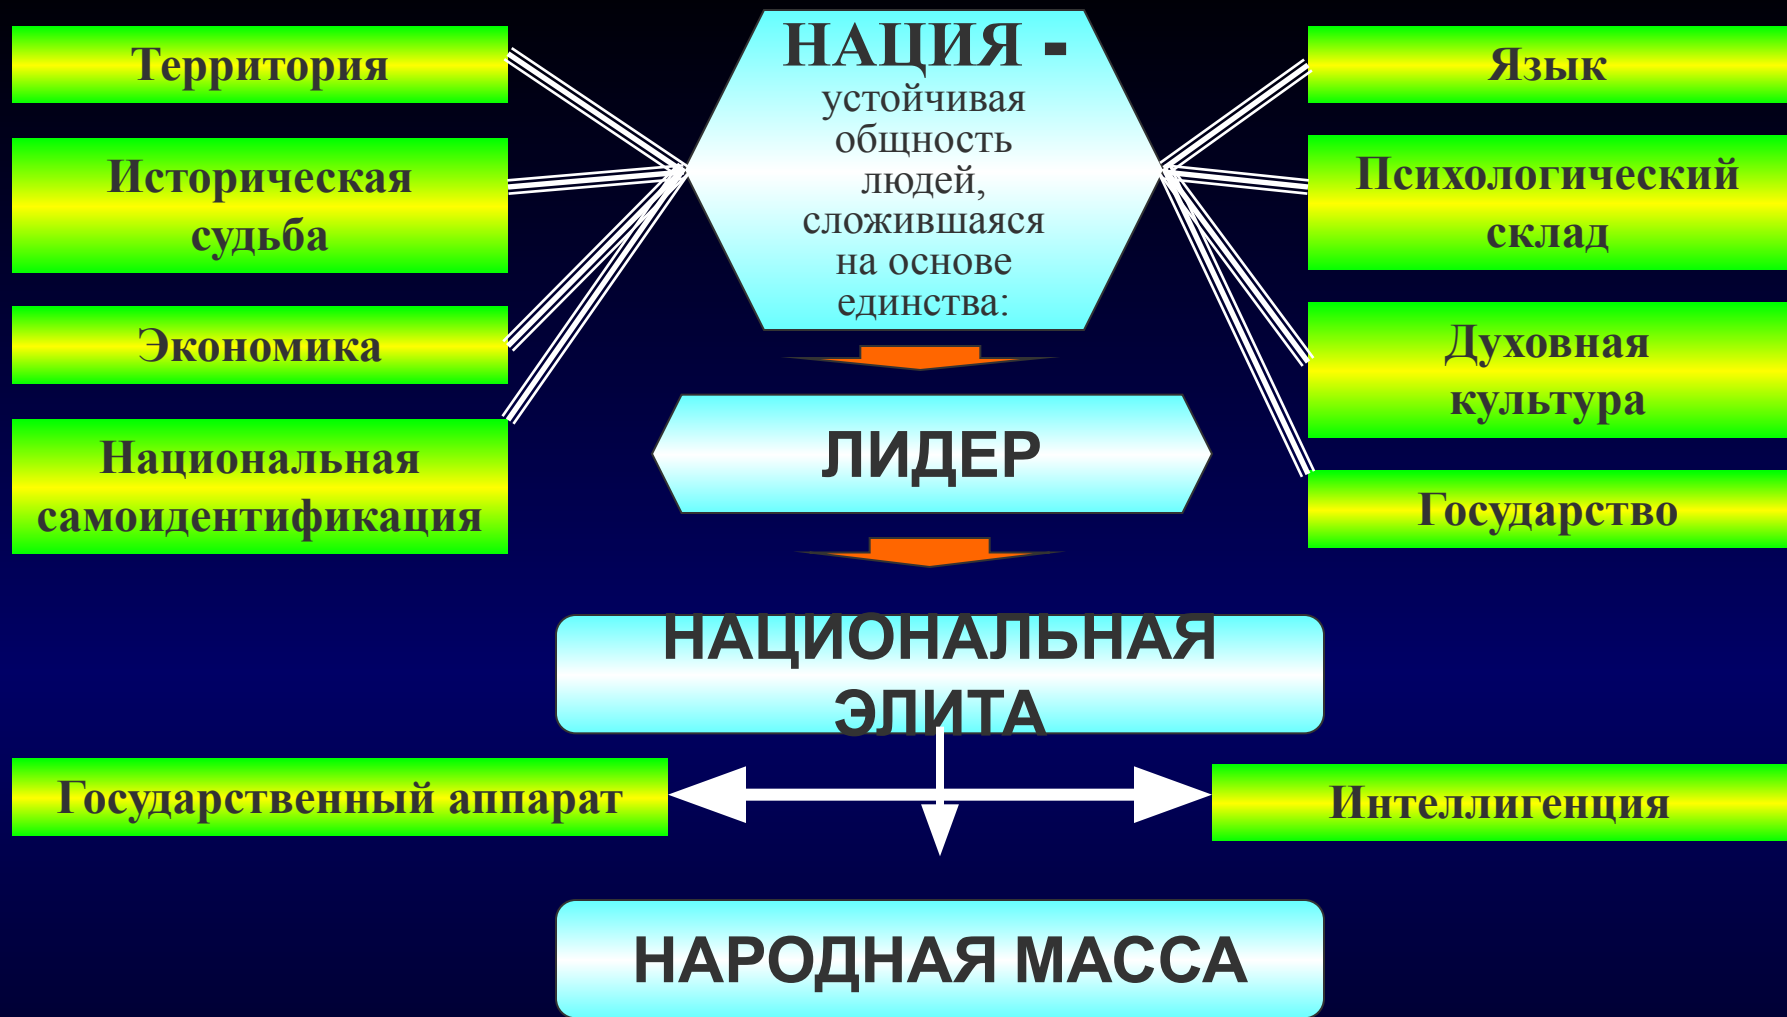 НАЦИЯ -
устойчивая
общность
людей,
сложившаяся
на основе
единства:
Территория
Историческая
судьба
Экономика
Национальная
самоидентификация
Язык
Психологический
склад
Духовная
культура
Государство
ЛИДЕР
НАЦИОНАЛЬНАЯ
ЭЛИТА
Государственный аппарат
Интеллигенция
НАРОДНАЯ МАССА